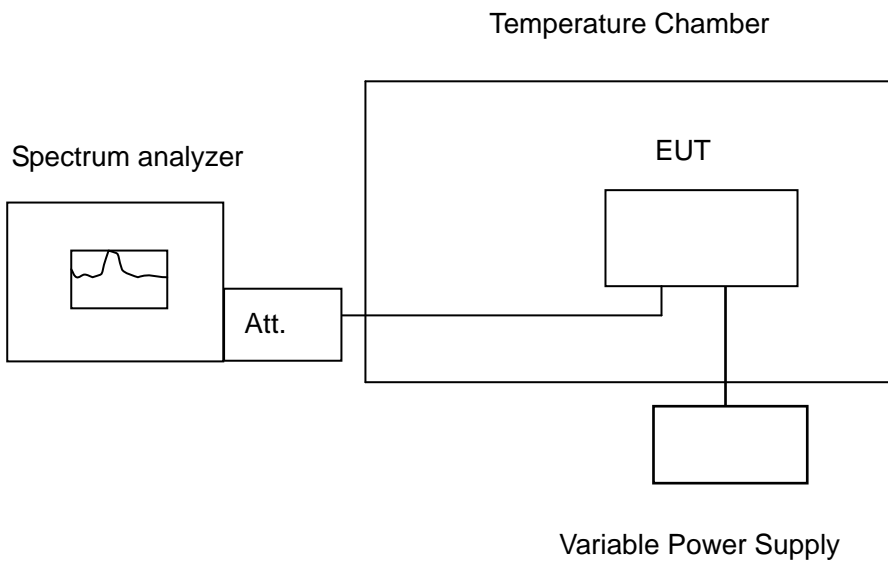 Temperature Chamber
Spectrum analyzer
EUT
Att.
Variable Power Supply